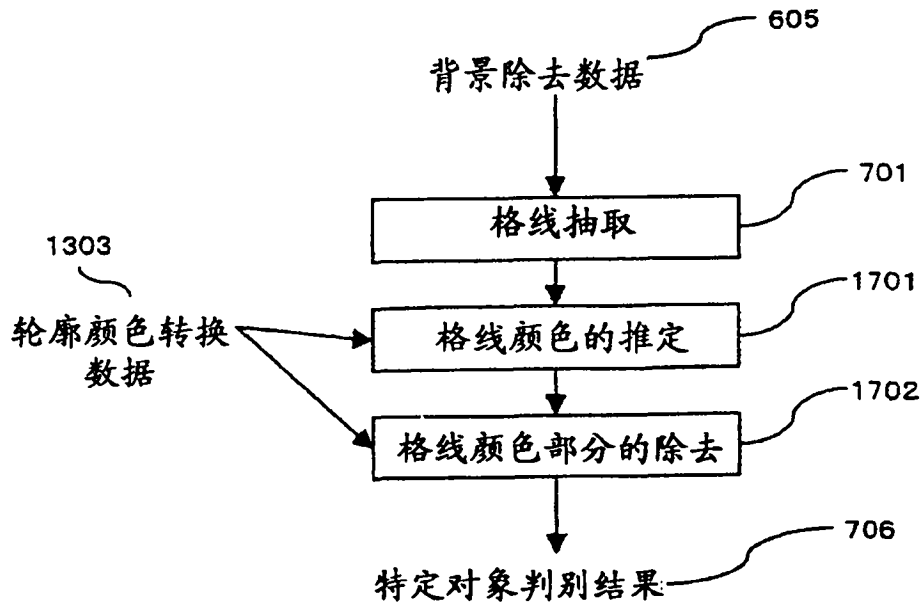 605
背景除去数据
701
格线抽取
1303
1701
轮廓颜色转换
数据
格线颜色的推定
1702
格线颜色部分的除去
706
特定对象判别结果